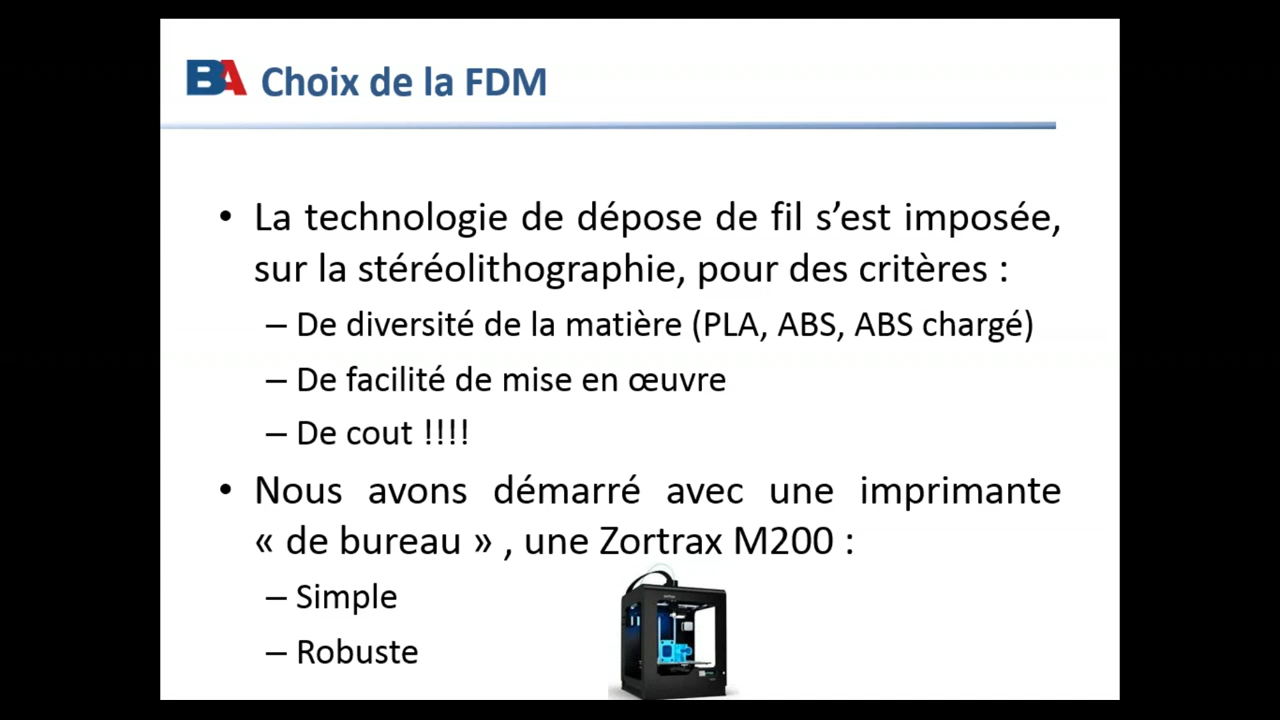 BA Choix de la FDM
• La technologie de dépose de fil s’est imposée,
sur la stéréolithographie, pour des critères :
– De diversité de la matière (PLA, ABS, ABS chargé)
– De facilité de mise en œuvre
– De cout !!!!
• Nous avons démarré avec une imprimante
« de bureau » , une Zortrax M200 :
– Simple
– Robuste